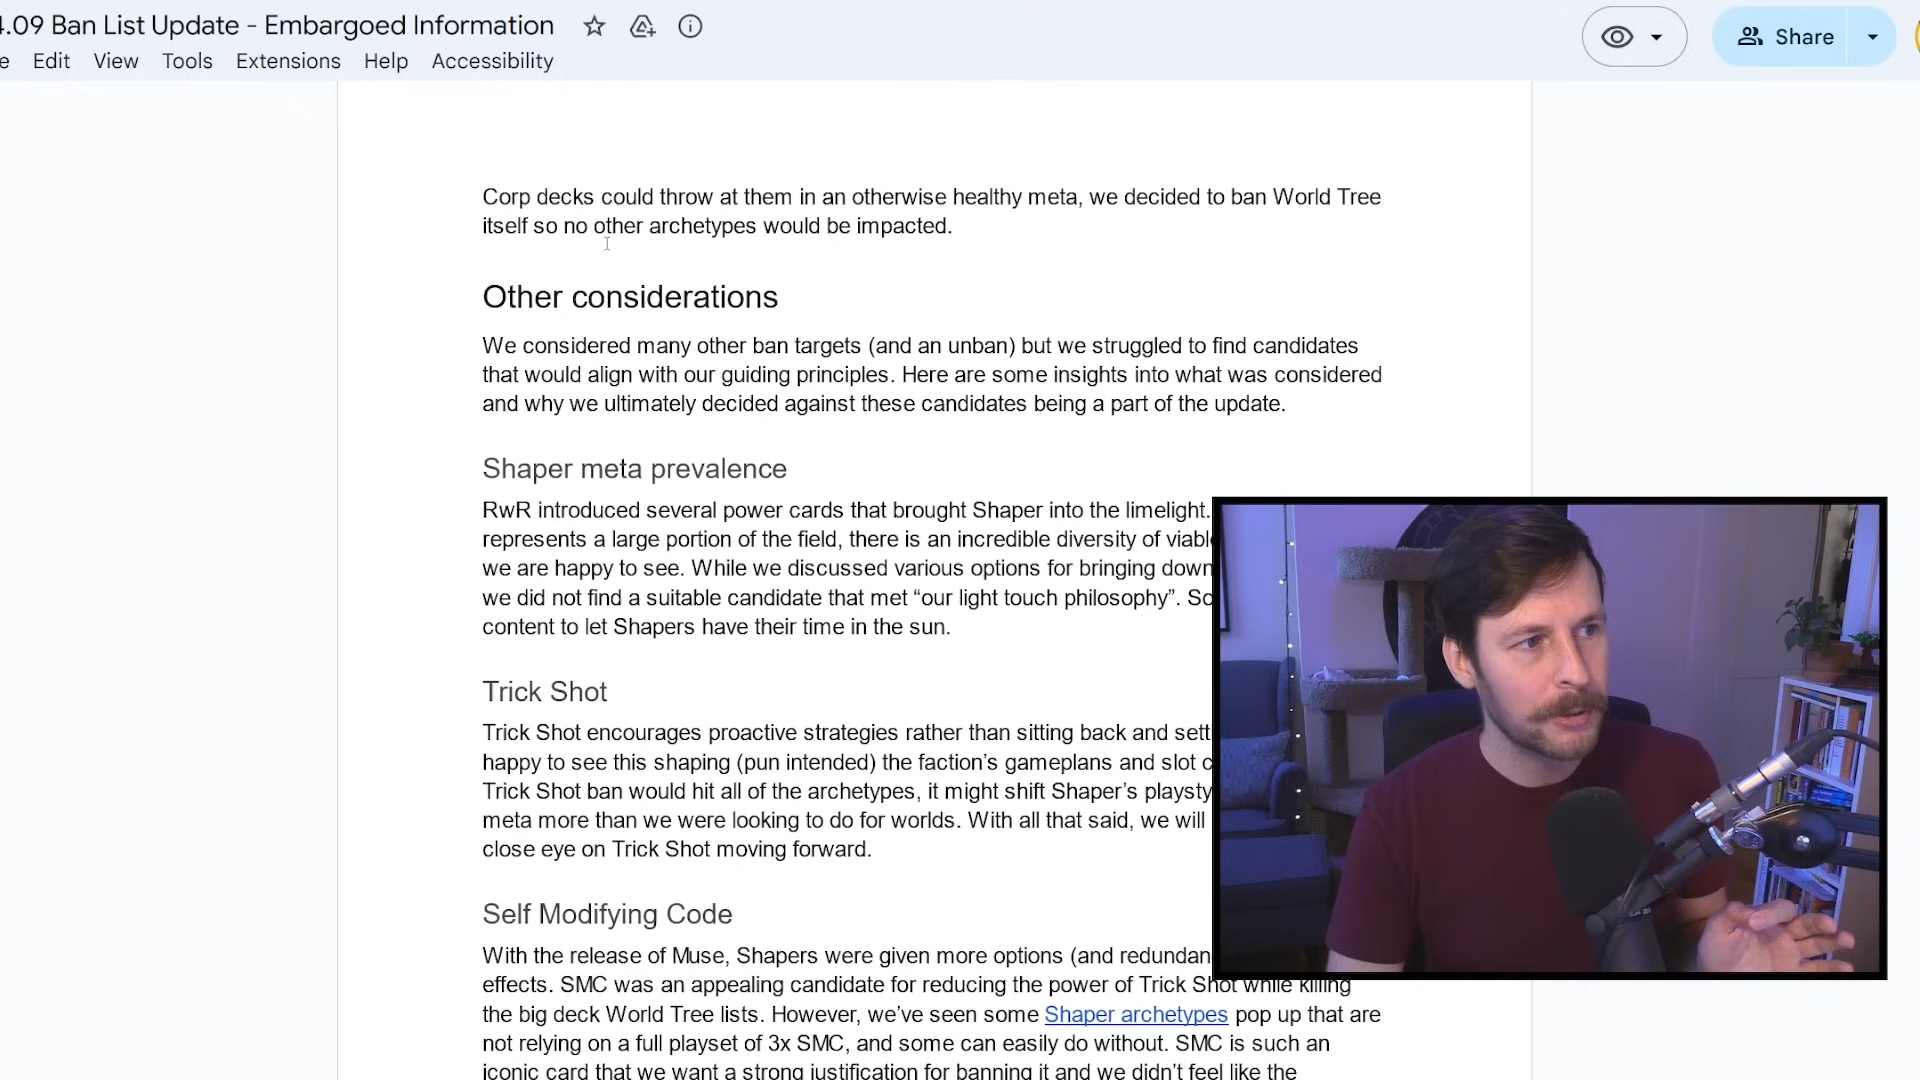 4.09 Ban List Update - Embargoed Information
e Edit View Tools Extensions Help Accessibility
Share
Corp decks could throw at them in an otherwise healthy meta, we decided to ban World Tree
itself so no other archetypes would be impacted.
Other considerations
We considered many other ban targets (and an unban) but we struggled to find candidates
that would align with our guiding principles. Here are some insights into what was considered
and why we ultimately decided against these candidates being a part of the update.
Shaper meta prevalence
RwR introduced several power cards that brought Shaper into the limelight.
represents a large portion of the field, there is an incredible diversity of viabl
we are happy to see. While we discussed various options for bringing down
we did not find a suitable candidate that met “our light touch philosophy”. So
content to let Shapers have their time in the sun.
Trick Shot
Trick Shot encourages proactive strategies rather than sitting back and sett
happy to see this shaping (pun intended) the faction’s gameplans and slot c
Trick Shot ban would hit all of the archetypes, it might shift Shaper’s playsty
meta more than we were looking to do for worlds. With all that said, we will
close eye on Trick Shot moving forward.
Self Modifying Code
With the release of Muse, Shapers were given more options (and redundan
effects. SMC was an appealing candidate for reducing the power of Trick Shot while killing
the big deck World Tree lists. However, we’ve seen some Shaper archetypes pop up that are
not relying on a full playset of 3x SMC, and some can easily do without. SMC is such an
iconic card that we want a strong justification for banning it and we didn’t feel like the